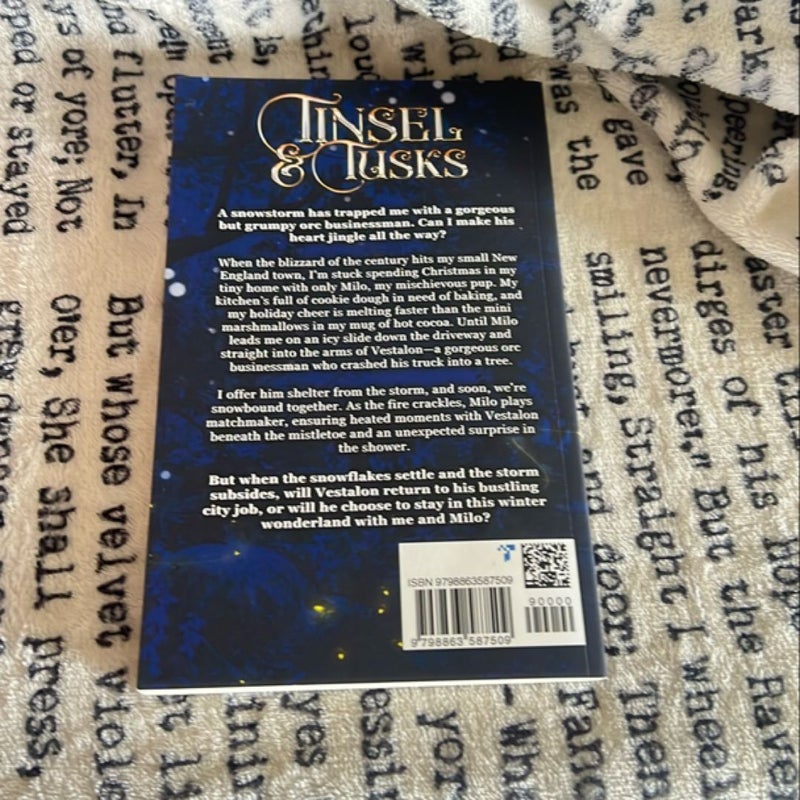 TINSEL
& TUSKS
A snowstorm has trapped me with a gorgeous
but grumpy orc businessman. Can I make his
heart jingle all the way?
When the blizzard of the century hits my small New
England town, I'm stuck spending Christmas in my
tiny home with only Milo, my mischievous pup. My
kitchen's full of cookie dough in need of baking, and
my holiday cheer is melting faster than the mini
marshmallows in my mug of hot cocoa. Until Milo
leads me on an icy slide down the driveway and
straight into the arms of Vestalon—a gorgeous orc
businessman who crashed his truck into a tree.
I offer him shelter from the storm, and soon, we're
snowbound together. As the fire crackles, Milo plays
matchmaker, ensuring heated moments with Vestalon
beneath the mistletoe and an unexpected surprise in
the shower.
But when the snowflakes settle and the storm
subsides, will Vestalon return to his bustling
city job, or will he choose to stay in this winter
wonderland with me and Milo?
ISBN 9798863587509
90000
9 798863 587509
or stayed
of yore; Not
and flutter, In
Over, She shall press,
But whose velvet
gave
was the
smiling, Straight I wheel
nevermore." But the Raven
dirges of his Hope
door; Then